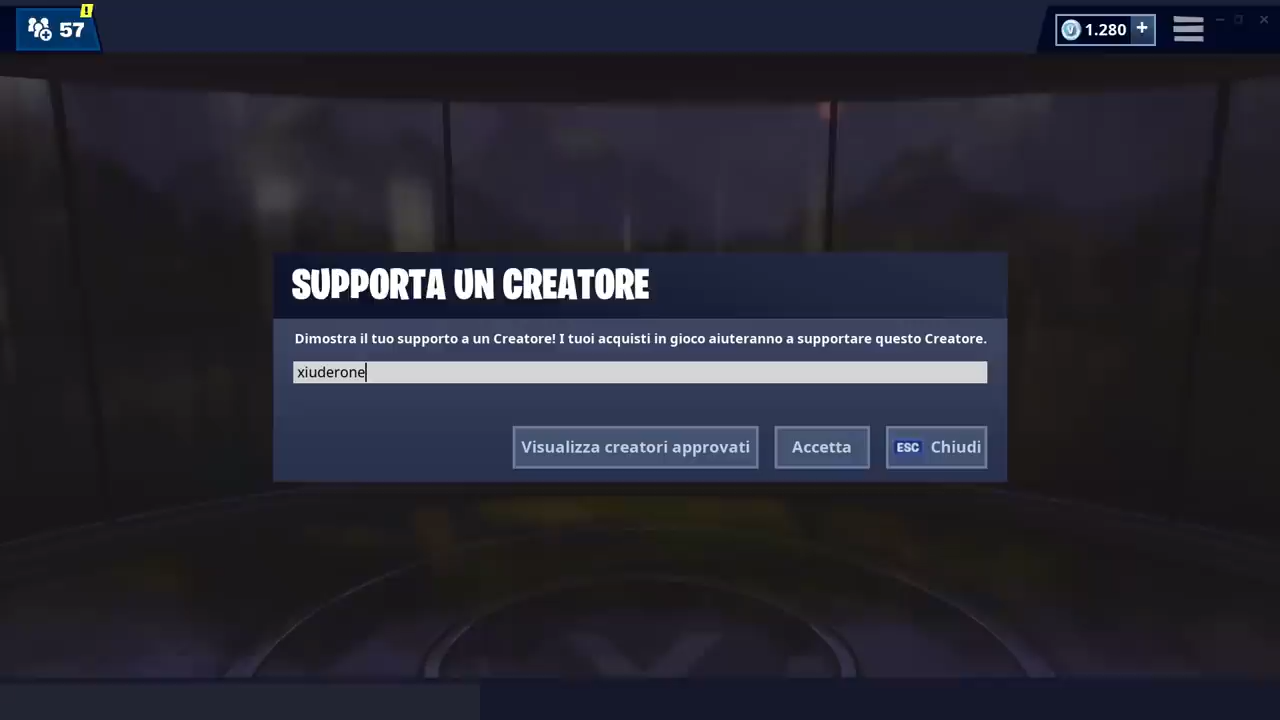 57
!
1.280 +
SUPPORTA UN CREATORE
Dimostra il tuo supporto a un Creatore! I tuoi acquisti in gioco aiuteranno a supportare questo Creatore.
xiuderone
Visualizza creatori approvati
Accetta
ESC Chiudi